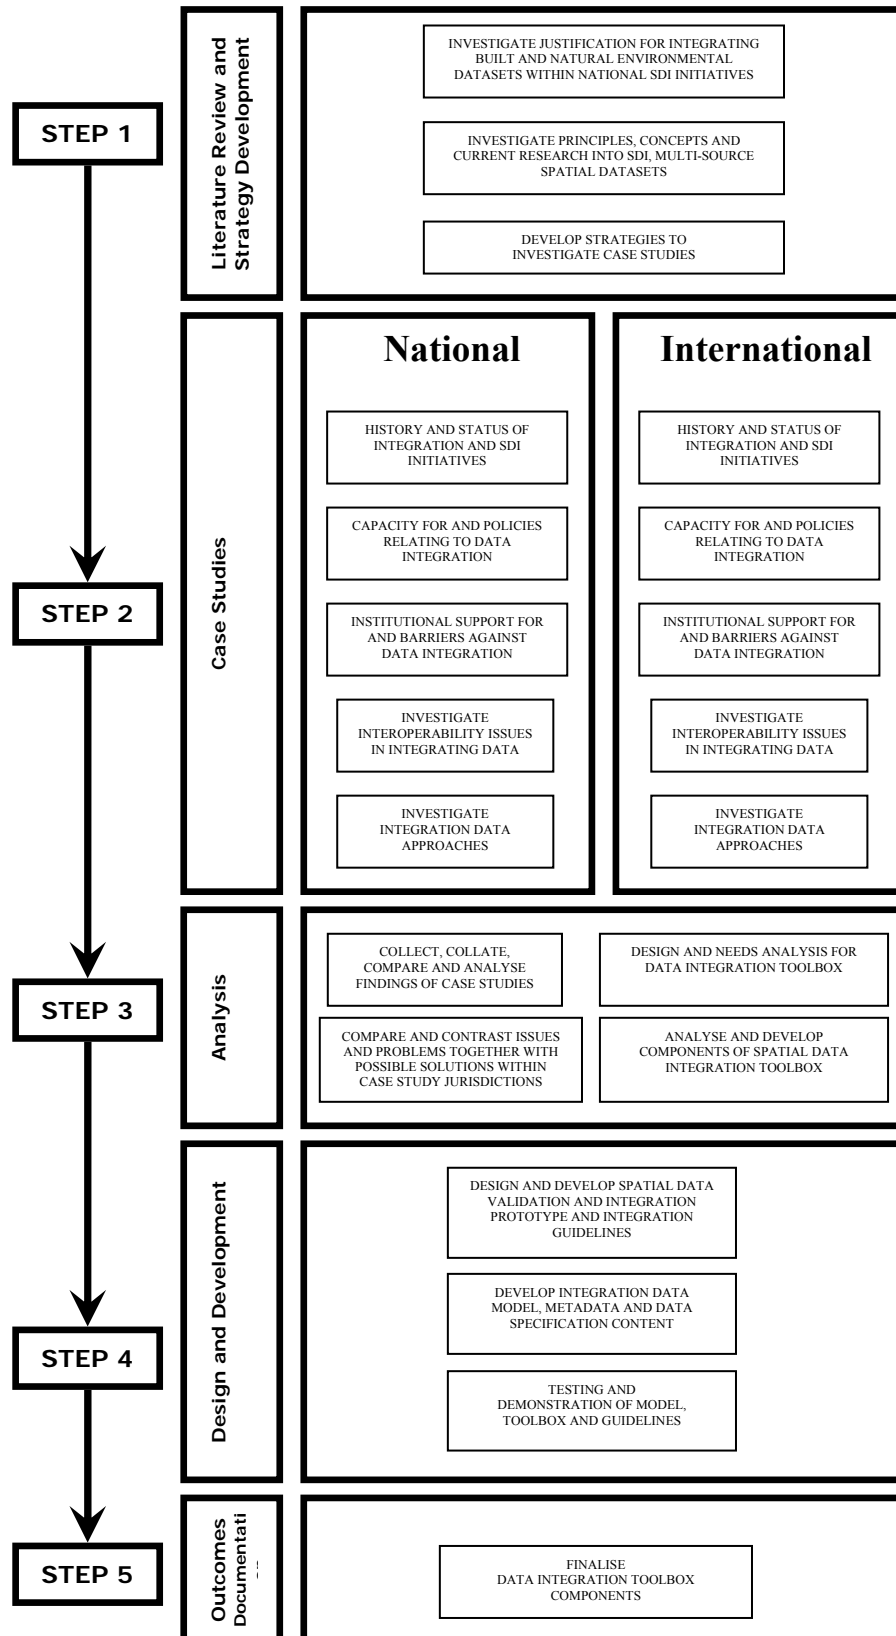 STEP 1
Literature Review and
Strategy Development
INVESTIGATE JUSTIFICATION FOR INTEGRATING
BUILT AND NATURAL ENVIRONMENTAL
DATASETS WITHIN NATIONAL SDI INITIATIVES
INVESTIGATE PRINCIPLES, CONCEPTS AND
CURRENT RESEARCH INTO SDI, MULTI-SOURCE
SPATIAL DATASETS
DEVELOP STRATEGIES TO
INVESTIGATE CASE STUDIES
STEP 2
Case Studies
National
HISTORY AND STATUS OF
INTEGRATION AND SDI
INITIATIVES
CAPACITY FOR AND POLICIES
RELATING TO DATA
INTEGRATION
INSTITUTIONAL SUPPORT FOR
AND BARRIERS AGAINST
DATA INTEGRATION
INVESTIGATE
INTEROPERABILITY ISSUES
IN INTEGRATING DATA
INVESTIGATE
INTEGRATION DATA
APPROACHES
International
HISTORY AND STATUS OF
INTEGRATION AND SDI
INITIATIVES
CAPACITY FOR AND POLICIES
RELATING TO DATA
INTEGRATION
INSTITUTIONAL SUPPORT FOR
AND BARRIERS AGAINST
DATA INTEGRATION
INVESTIGATE
INTEROPERABILITY ISSUES
IN INTEGRATING DATA
INVESTIGATE
INTEGRATION DATA
APPROACHES
STEP 3
Analysis
COLLECT, COLLATE,
COMPARE AND ANALYSE
FINDINGS OF CASE STUDIES
DESIGN AND NEEDS ANALYSIS FOR
DATA INTEGRATION TOOLBOX
COMPARE AND CONTRAST ISSUES
AND PROBLEMS TOGETHER WITH
POSSIBLE SOLUTIONS WITHIN
CASE STUDY JURISDICTIONS
ANALYSE AND DEVELOP
COMPONENTS OF SPATIAL DATA
INTEGRATION TOOLBOX
STEP 4
Design and Development
DESIGN AND DEVELOP SPATIAL DATA
VALIDATION AND INTEGRATION
PROTOTYPE AND INTEGRATION
GUIDELINES
DEVELOP INTEGRATION DATA
MODEL, METADATA AND DATA
SPECIFICATION CONTENT
TESTING AND
DEMONSTRATION OF MODEL,
TOOLBOX AND GUIDELINES
STEP 5
Outcomes
Documentati
FINALISE
DATA INTEGRATION TOOLBOX
COMPONENTS